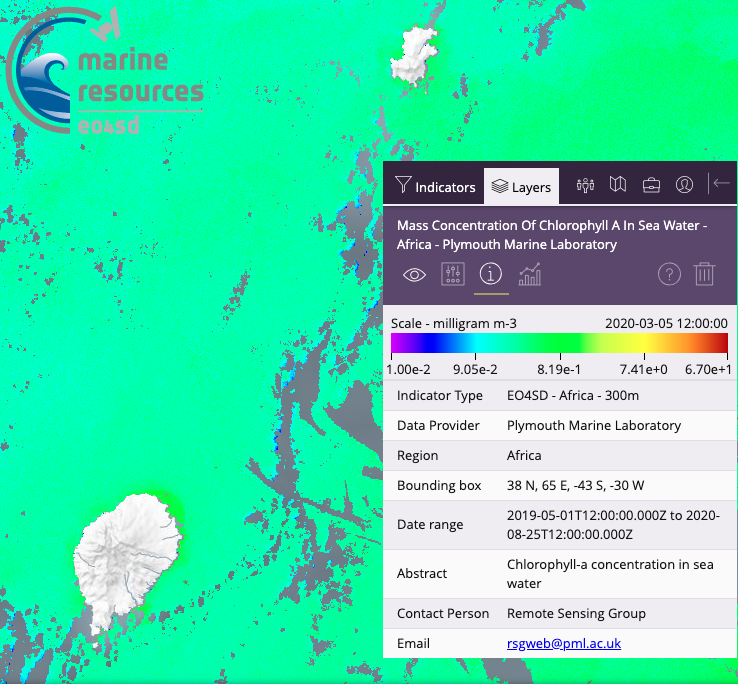 marine
resources
eo4sd
Indicators
Layers
Mass Concentration Of Chlorophyll A In Sea Water -
Africa - Plymouth Marine Laboratory
Scale - milligram m-3 2020-03-05 12:00:00
1.00e-2 9.05e-2 8.19e-1 7.41e+0 6.70e+1
Indicator Type EO4SD - Africa - 300m
Data Provider Plymouth Marine Laboratory
Region Africa
Bounding box 38 N, 65 E, -43 S, -30 W
Date range 2019-05-01T12:00:00.000Z to 2020-
08-25T12:00:00.000Z
Abstract Chlorophyll-a concentration in sea
water
Contact Person Remote Sensing Group
Email rsgweb@pml.ac.uk